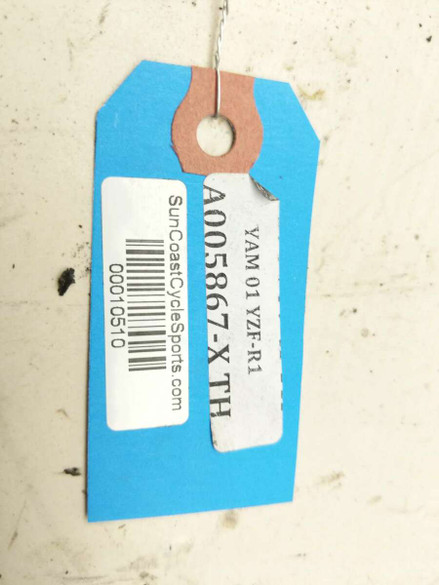 YAM 01 YZF-R1
A005867-X TH
SunCoastCycleSports.com
00010510